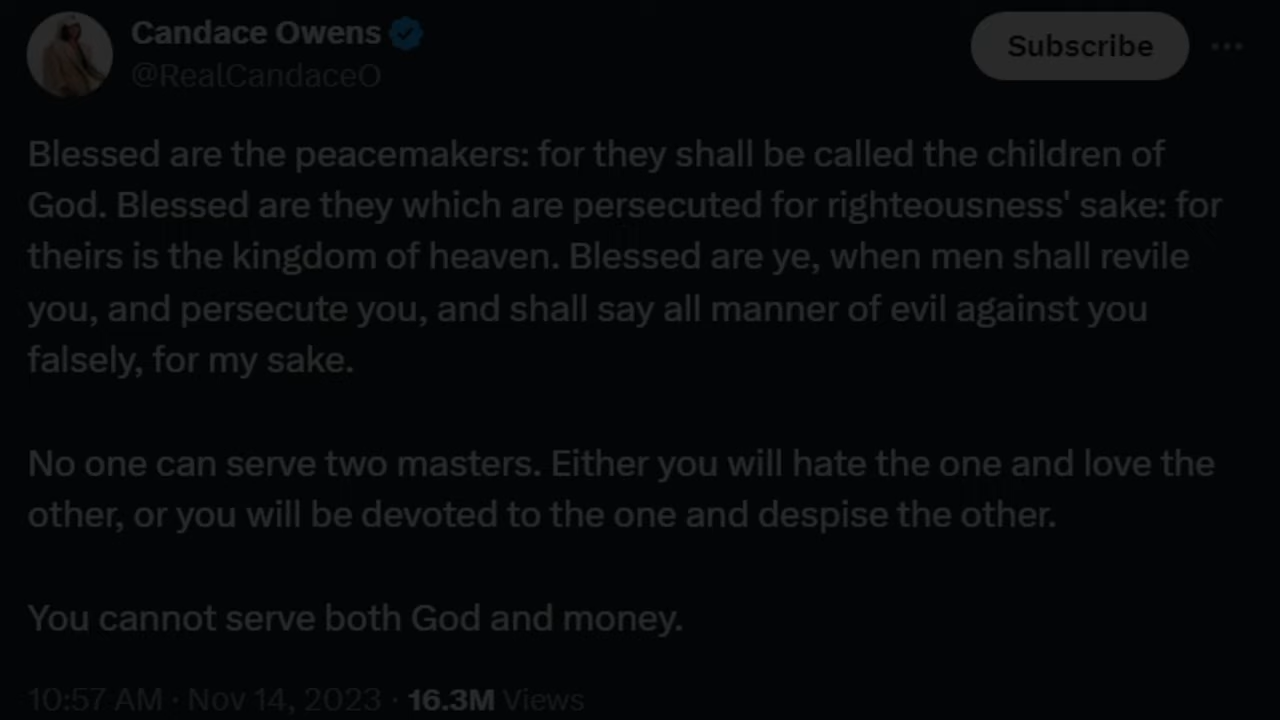 Candace Owens
@RealCandaceO
Subscribe
Blessed are the peacemakers: for they shall be called the children of
God. Blessed are they which are persecuted for righteousness' sake: for
theirs is the kingdom of heaven. Blessed are ye, when men shall revile
you, and persecute you, and shall say all manner of evil against you
falsely, for my sake.
No one can serve two masters. Either you will hate the one and love the
other, or you will be devoted to the one and despise the other.
You cannot serve both God and money.
10:57 AM · Nov 14, 2023 · 16.3M Views